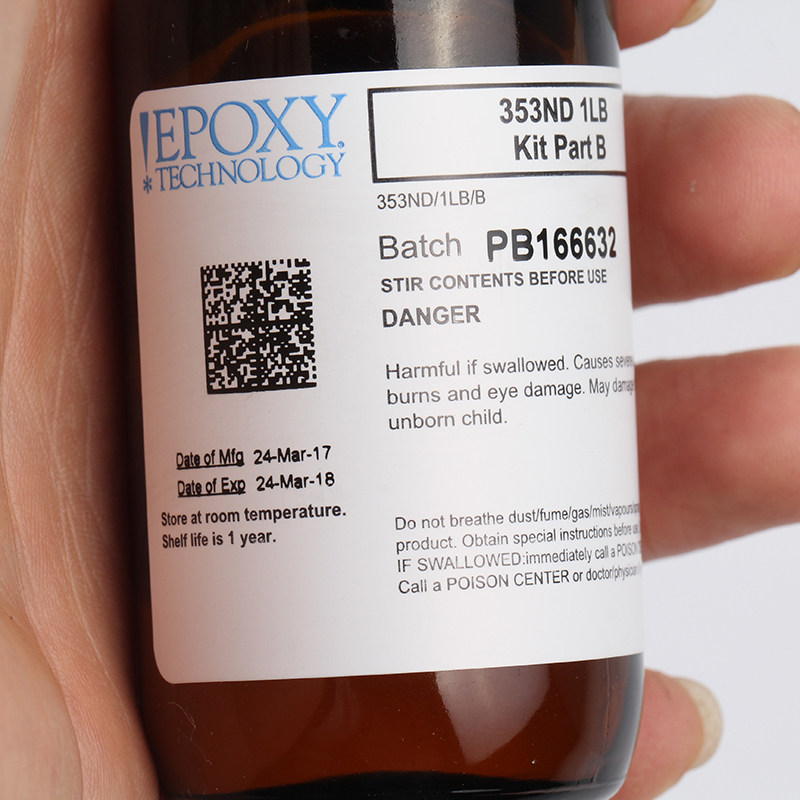 EPOXY
TECHNOLOGY
353ND 1LB
Kit Part B
353ND/1LB/B
Batch PB166632
STIR CONTENTS BEFORE USE
DANGER
Harmful if swallowed. Causes
burns and eye damage. May
unborn child.
Date of Mfg 24-Mar-17
Date of Exp 24-Mar-18
Store at room temperature.
Shelf life is 1 year.
Do not breathe dust/fume/gas/mist/vapours/
product. Obtain special instructions before
IF SWALLOWED:immediately call a POISON
Call a POISON CENTER or doctor/physician